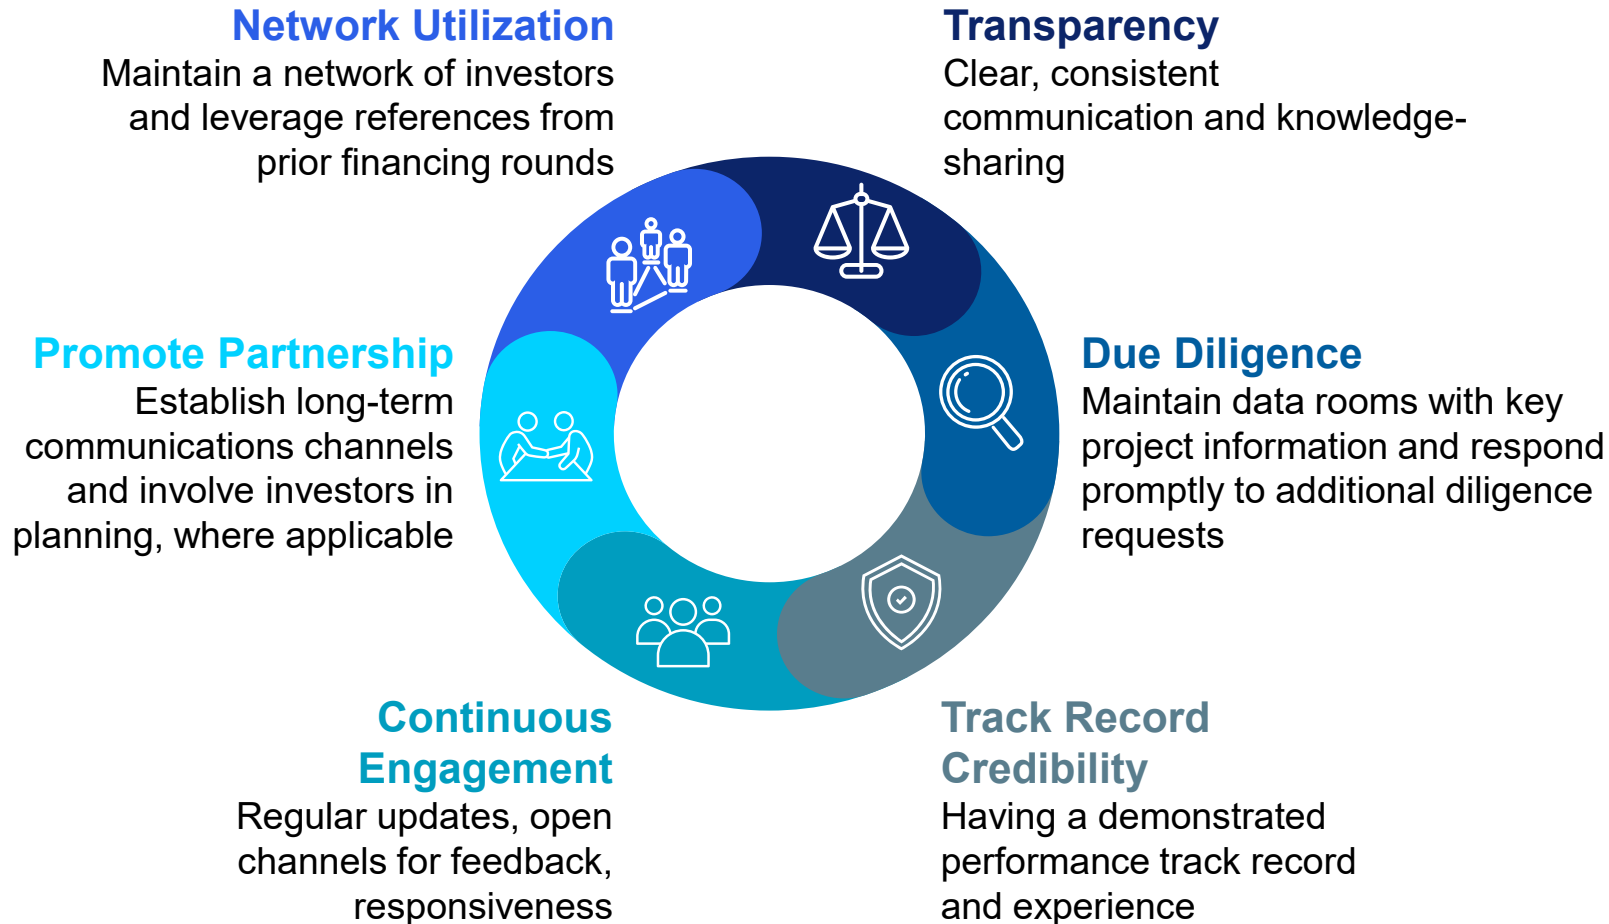 Network Utilization
Maintain a network of investors
and leverage references from
prior financing rounds
Transparency
Clear, consistent
communication and knowledge-
sharing
Promote Partnership
Establish long-term
communications channels
and involve investors in
planning, where applicable
Due Diligence
Maintain data rooms with key
project information and respond
promptly to additional diligence
requests
Continuous
Engagement
Regular updates, open
channels for feedback,
responsiveness
Track Record
Credibility
Having a demonstrated
performance track record
and experience